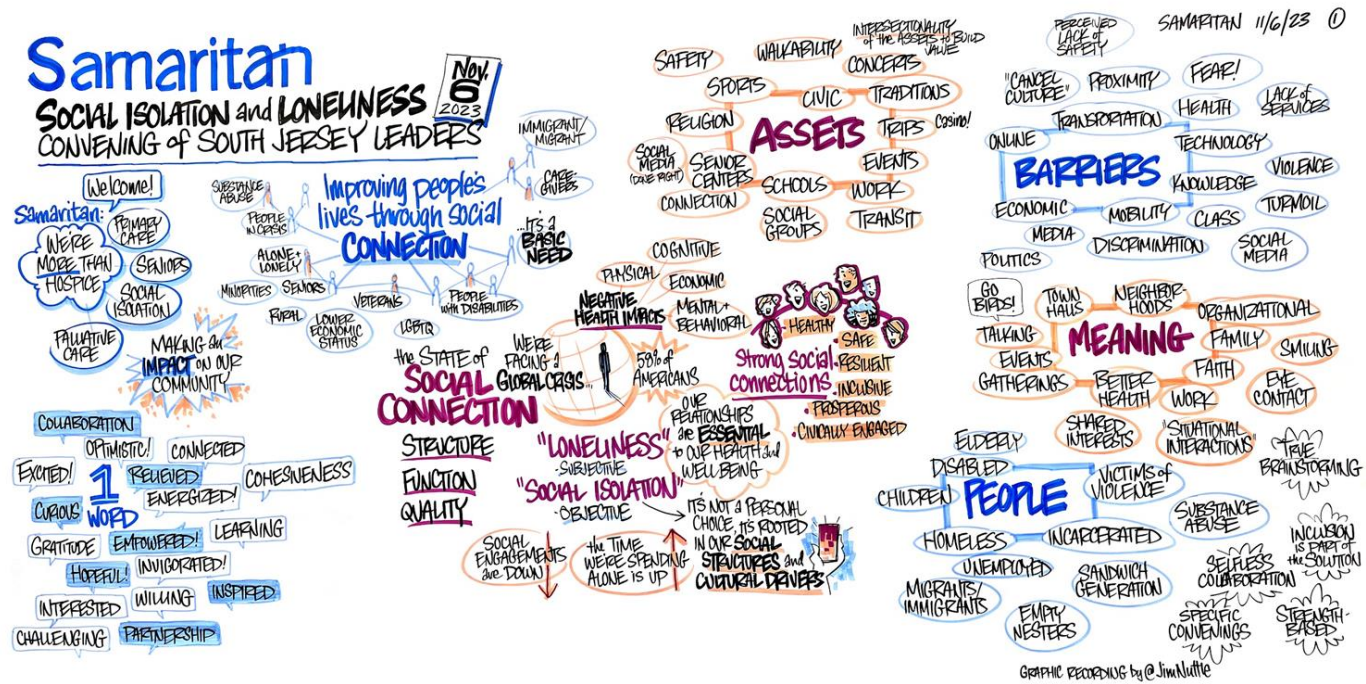 Samaritan
SOCIAL ISOLATION and LONELINESS
CONVENING of SOUTH JERSEY LEADERS
Nov.
6
2023
Welcome!
Samaritan:
WE'RE
MORE THAN
HOSPICE
PRIMARY
CARE
SENIORS
SOCIAL
ISOLATION
PALLIATIVE
CARE
MAKING an
IMPACT ON OUR
COMMUNITY
Improving people's
lives through social
CONNECTION
SUBSTANCE
ABUSE
PEOPLE
IN CRISIS
ALONE +
LONELY
MINORITIES
SENIORS
RURAL
LOWER
ECONOMIC
STATUS
VETERANS
LGBTQ
PEOPLE
with DISABILITIES
...IT'S a
BASIC
NEED
CARE
GIVERS
IMMIGRANT/
MIGRANT
1
WORD
COLLABORATION
OPTIMISTIC!
CONNECTED
EXCITED!
RELIEVED
COHESIVENESS
ENERGIZED!
CURIOUS
LEARNING
GRATITUDE
EMPOWERED!
HOPEFUL!
INVIGORATED!
INTERESTED
WILLING
INSPIRED
CHALLENGING
PARTNERSHIP
the STATE of
SOCIAL
CONNECTION
STRUCTURE
FUNCTION
QUALITY
WE'RE
FACING a
GLOBAL CRISIS...
NEGATIVE
HEALTH IMPACTS
PHYSICAL
COGNITIVE
ECONOMIC
MENTAL +
BEHAVIORAL
58% of
AMERICANS
"LONELINESS"
-SUBJECTIVE
"SOCIAL ISOLATION"
-OBJECTIVE
SOCIAL
ENGAGEMENTS
are DOWN
the TIME
WE'RE SPENDING
ALONE IS UP
OUR
RELATIONSHIPS
are ESSENTIAL
to OUR HEALTH and
WELLBEING
IT'S NOT a PERSONAL
CHOICE, IT'S ROOTED
IN OUR SOCIAL
STRUCTURES and
CULTURAL DRIVERS
Strong social
connections
• HEALTHY
• SAFE
• RESILIENT
• INCLUSIVE
• PROSPEROUS
• CIVICALLY ENGAGED
ASSETS
SAFETY
WALKABILITY
INTERSECTIONALITY
of the ASSETS to BUILD
VALUE
CONCERTS
SPORTS
CIVIC
TRADITIONS
RELIGION
TRIPS
Casino!
SOCIAL
MEDIA
(DONE RIGHT)
SENIOR
CENTERS
EVENTS
SCHOOLS
WORK
CONNECTION
SOCIAL
GROUPS
TRANSIT
SAMARITAN 11/6/23 1
BARRIERS
PERCEIVED
LACK of
SAFETY
"CANCEL
CULTURE"
PROXIMITY
FEAR!
HEALTH
LACK of
SERVICES
TRANSPORTATION
ONLINE
TECHNOLOGY
VIOLENCE
KNOWLEDGE
ECONOMIC
MOBILITY
CLASS
TURMOIL
MEDIA
DISCRIMINATION
SOCIAL
MEDIA
POLITICS
MEANING
GO
BIRDS!
TOWN
HALLS
NEIGHBOR-
HOODS
ORGANIZATIONAL
TALKING
FAMILY
SMILING
EVENTS
FAITH
GATHERINGS
BETTER
HEALTH
WORK
EYE
CONTACT
SHARED
INTERESTS
"SITUATIONAL
INTERACTIONS"
PEOPLE
ELDERLY
DISABLED
VICTIMS of
VIOLENCE
CHILDREN
SUBSTANCE
ABUSE
HOMELESS
INCARCERATED
UNEMPLOYED
SANDWICH
GENERATION
MIGRANTS/
IMMIGRANTS
EMPTY
NESTERS
TRUE
BRAINSTORMING
INCLUSION
IS PART of
the SOLUTION
SELFLESS
COLLABORATION
SPECIFIC
CONVENINGS
STRENGTH-
BASED
GRAPHIC RECORDING by @JimNuttle